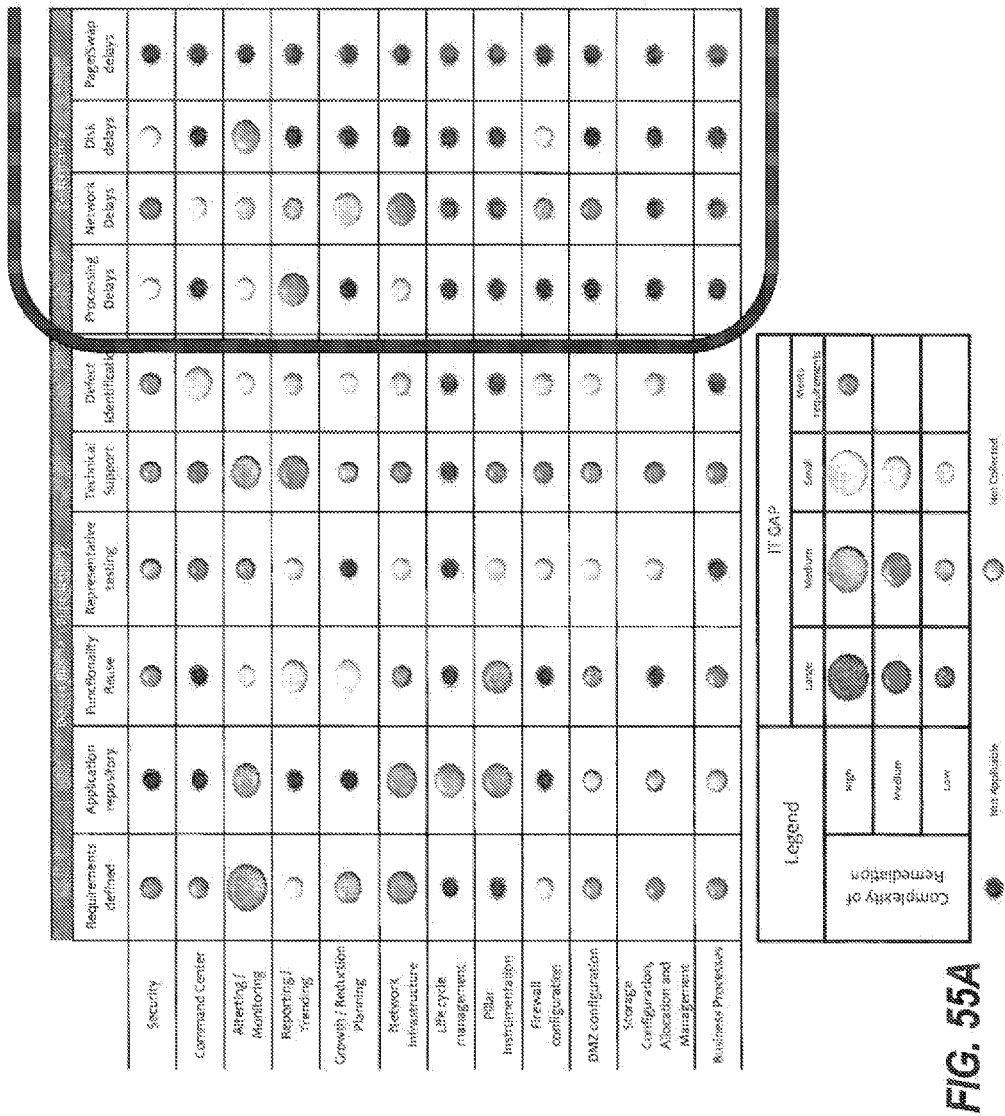 Requirements
defined
Application
repository
Functionality
Reuse
Representative
testing
Technical
Support
Defect
identification
Processing
Delays
Network
Delays
Disk
delays
Page/Swap
delays
Security
Command Center
Alerting /
Monitoring
Reporting /
Trending
Growth / Reduction
Planning
Network
Infrastructure
Life cycle
management
Pillar
Instrumentation
Firewall
configuration
DMZ configuration
Storage
Configuration,
Allocation and
Management
Business Processes
Legend
IT GAP
Large
Medium
Small
Meets
requirements
Complexity of
Remediation
High
Medium
Low
Not Applicable
Not Collected
FIG. 55A